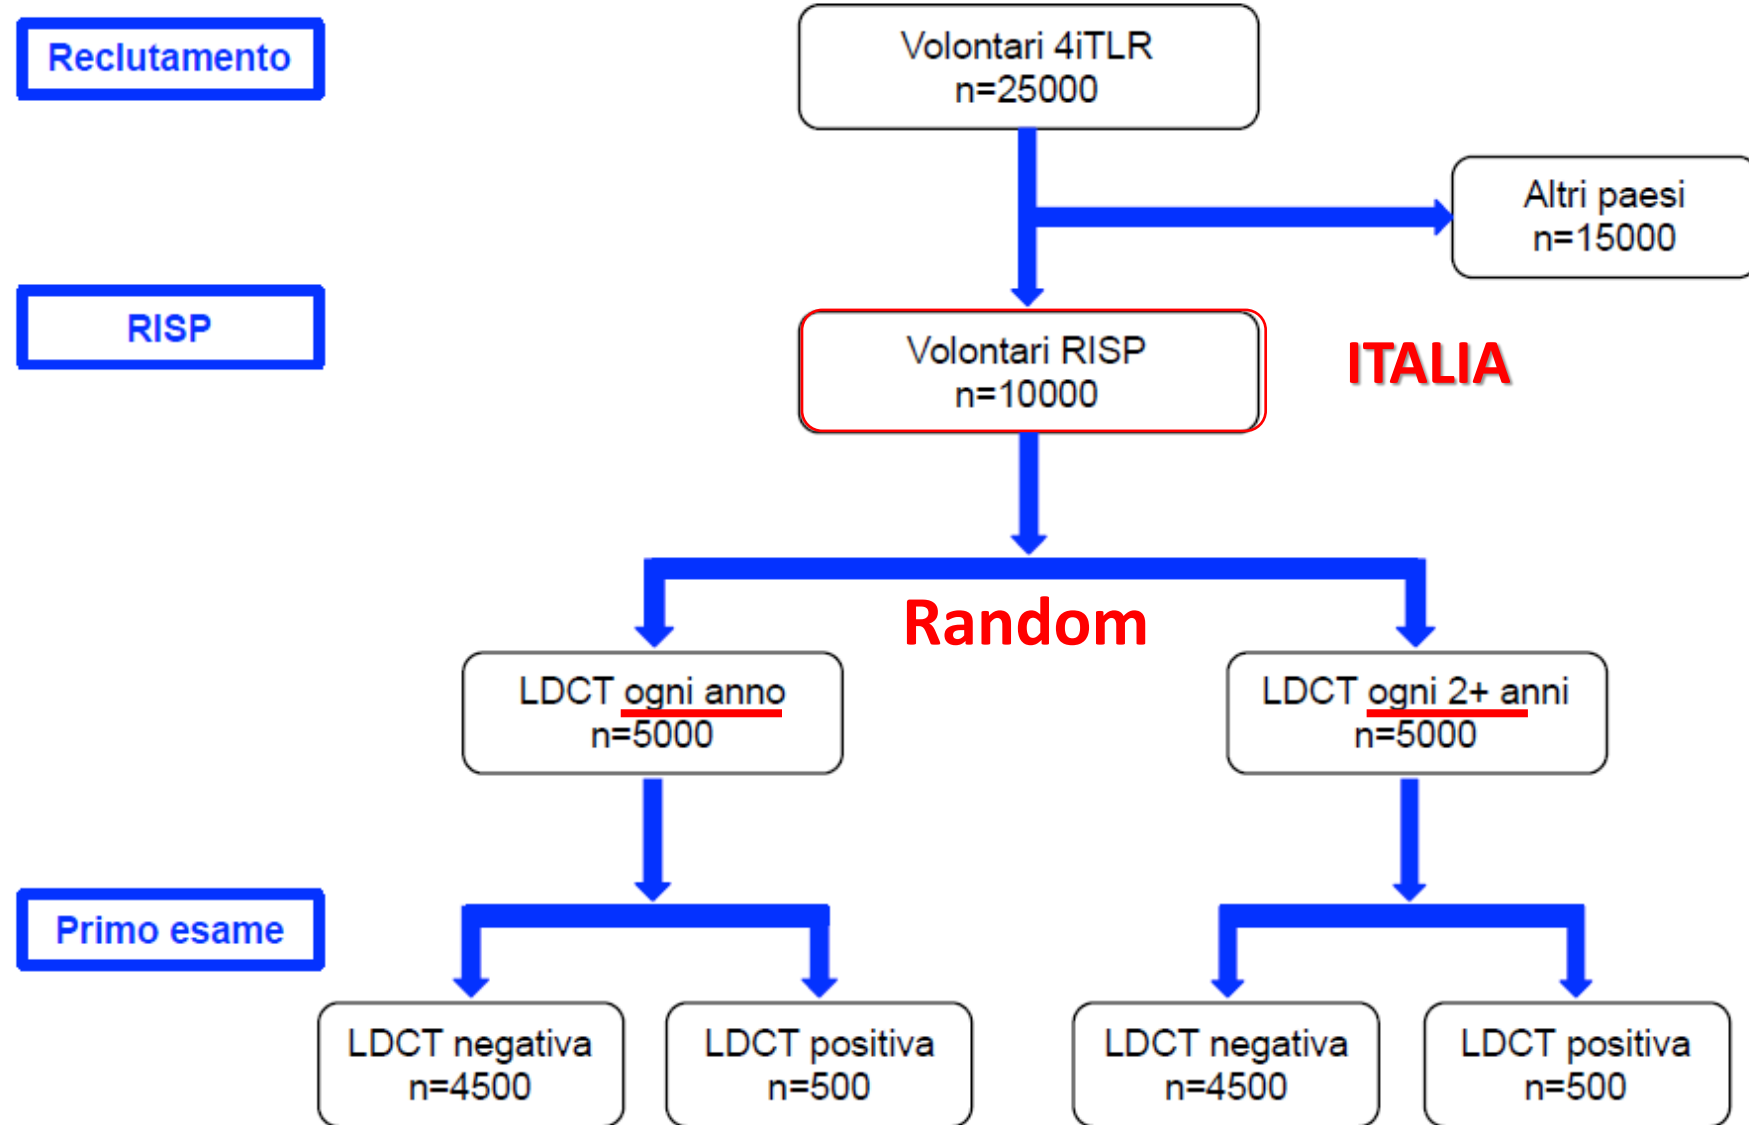 Reclutamento
Volontari 4iTLR
n=25000
Altri paesi
n=15000
RISP
Volontari RISP
n=10000
ITALIA
Random
LDCT ogni anno
n=5000
LDCT ogni 2+ anni
n=5000
Primo esame
LDCT negativa
n=4500
LDCT positiva
n=500
LDCT negativa
n=4500
LDCT positiva
n=500